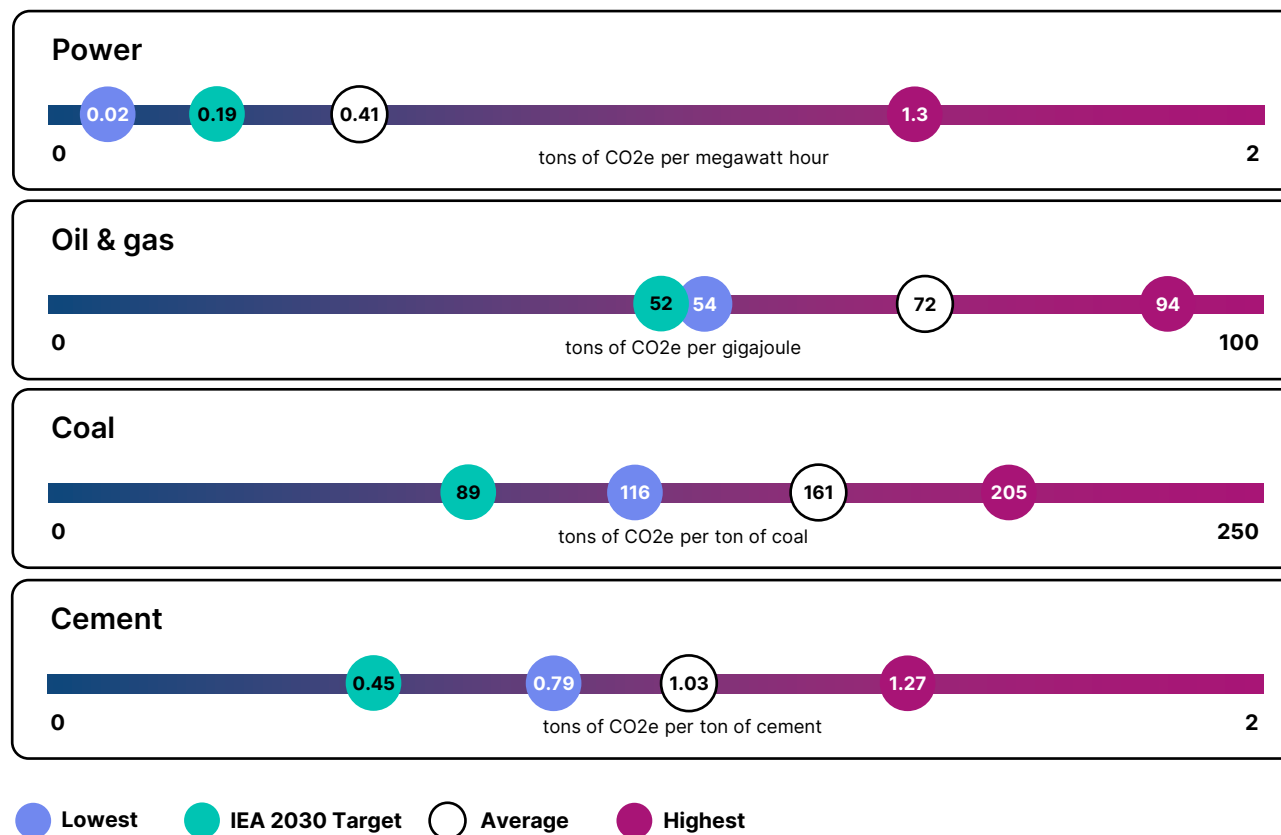 Power
0.02 0.19 0.41 1.3
0 tons of CO2e per megawatt hour 2
Oil & gas
52 54 72 94
0 tons of CO2e per gigajoule 100
Coal
89 116 161 205
0 tons of CO2e per ton of coal 250
Cement
0.45 0.79 1.03 1.27
0 tons of CO2e per ton of cement 2
Lowest IEA 2030 Target Average Highest